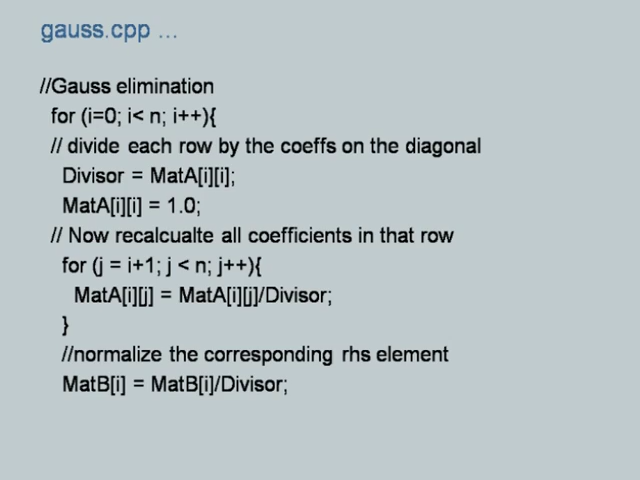 gauss.cpp ...
//Gauss elimination
for (i=0; i< n; i++){
// divide each row by the coeffs on the diagonal
Divisor = MatA[i][i];
MatA[i][i] = 1.0;
// Now recalcualte all coefficients in that row
for (j = i+1; j < n; j++){
MatA[i][j] = MatA[i][j]/Divisor;
}
//normalize the corresponding rhs element
MatB[i] = MatB[i]/Divisor;